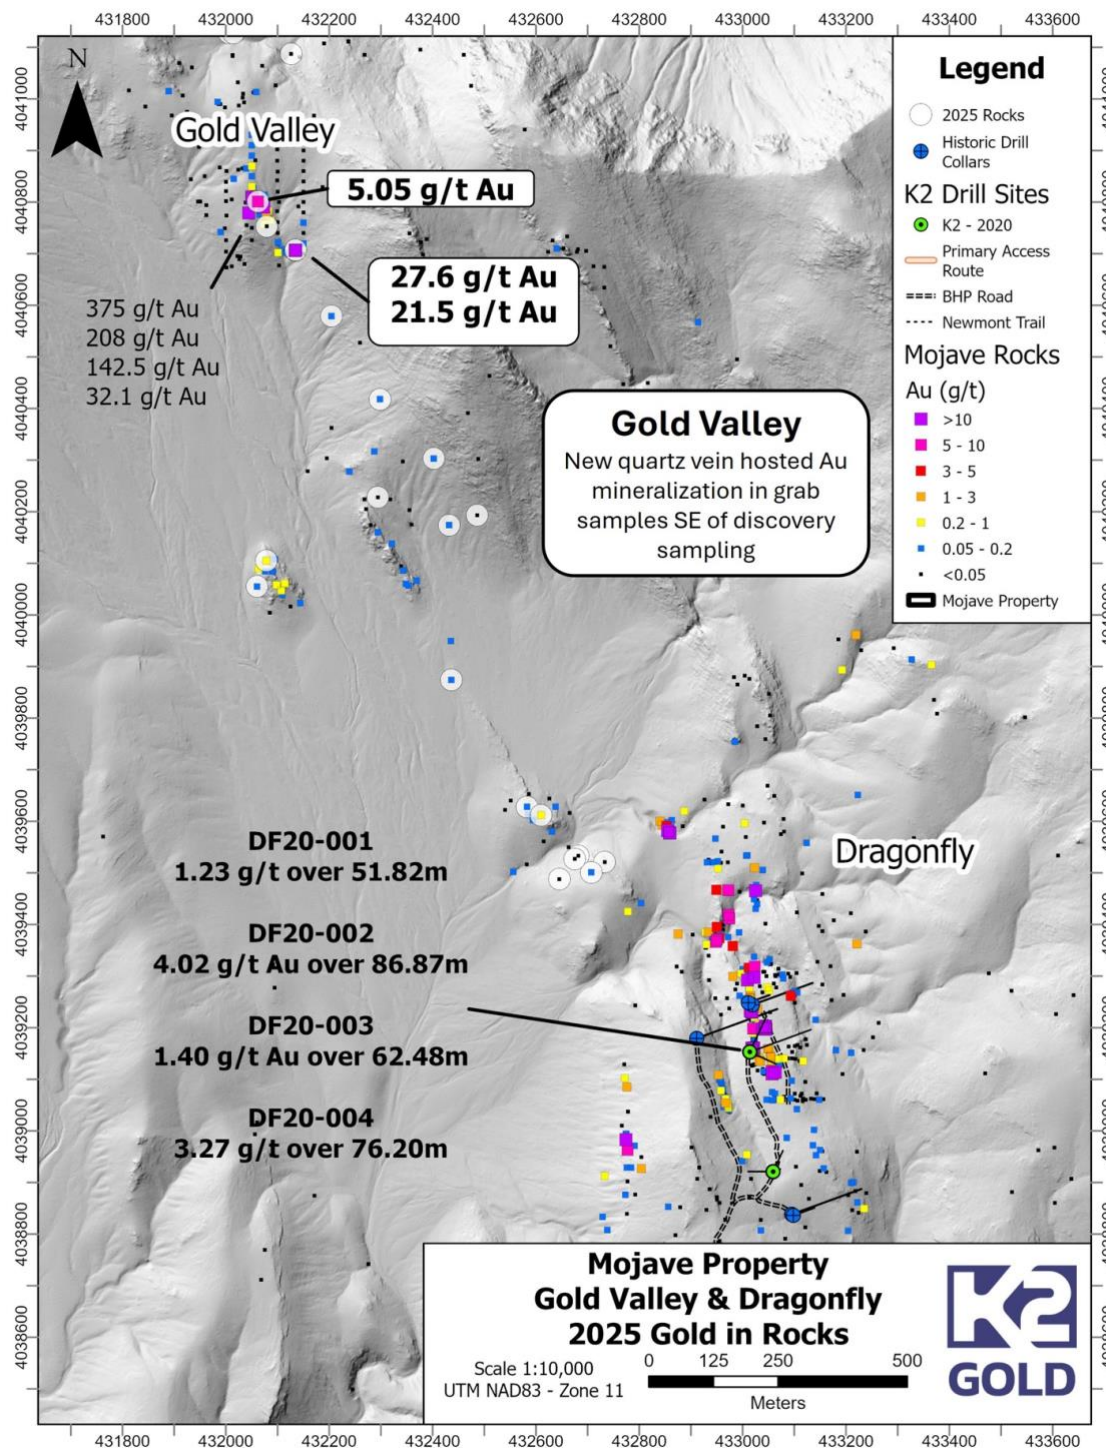 431800 432000 432200 432400 432600 432800 433000 433200 433400 433600
4041000
4040800
4040600
4040400
4040200
4040000
4039800
4039600
4039400
4039200
4039000
4038800
4038600
N
Gold Valley
5.05 g/t Au
27.6 g/t Au
21.5 g/t Au
375 g/t Au
208 g/t Au
142.5 g/t Au
32.1 g/t Au
Gold Valley
New quartz vein hosted Au
mineralization in grab
samples SE of discovery
sampling
Legend
2025 Rocks
Historic Drill
Collars
K2 Drill Sites
K2 - 2020
Primary Access
Route
BHP Road
Newmont Trail
Mojave Rocks
Au (g/t)
>10
5 - 10
3 - 5
1 - 3
0.2 - 1
0.05 - 0.2
<0.05
Mojave Property
Dragonfly
DF20-001
1.23 g/t over 51.82m
DF20-002
4.02 g/t Au over 86.87m
DF20-003
1.40 g/t Au over 62.48m
DF20-004
3.27 g/t over 76.20m
Mojave Property
Gold Valley & Dragonfly
2025 Gold in Rocks
Scale 1:10,000
UTM NAD83 - Zone 11
0 125 250 500
Meters
K2
GOLD
431800 432000 432200 432400 432600 432800 433000 433200 433400 433600